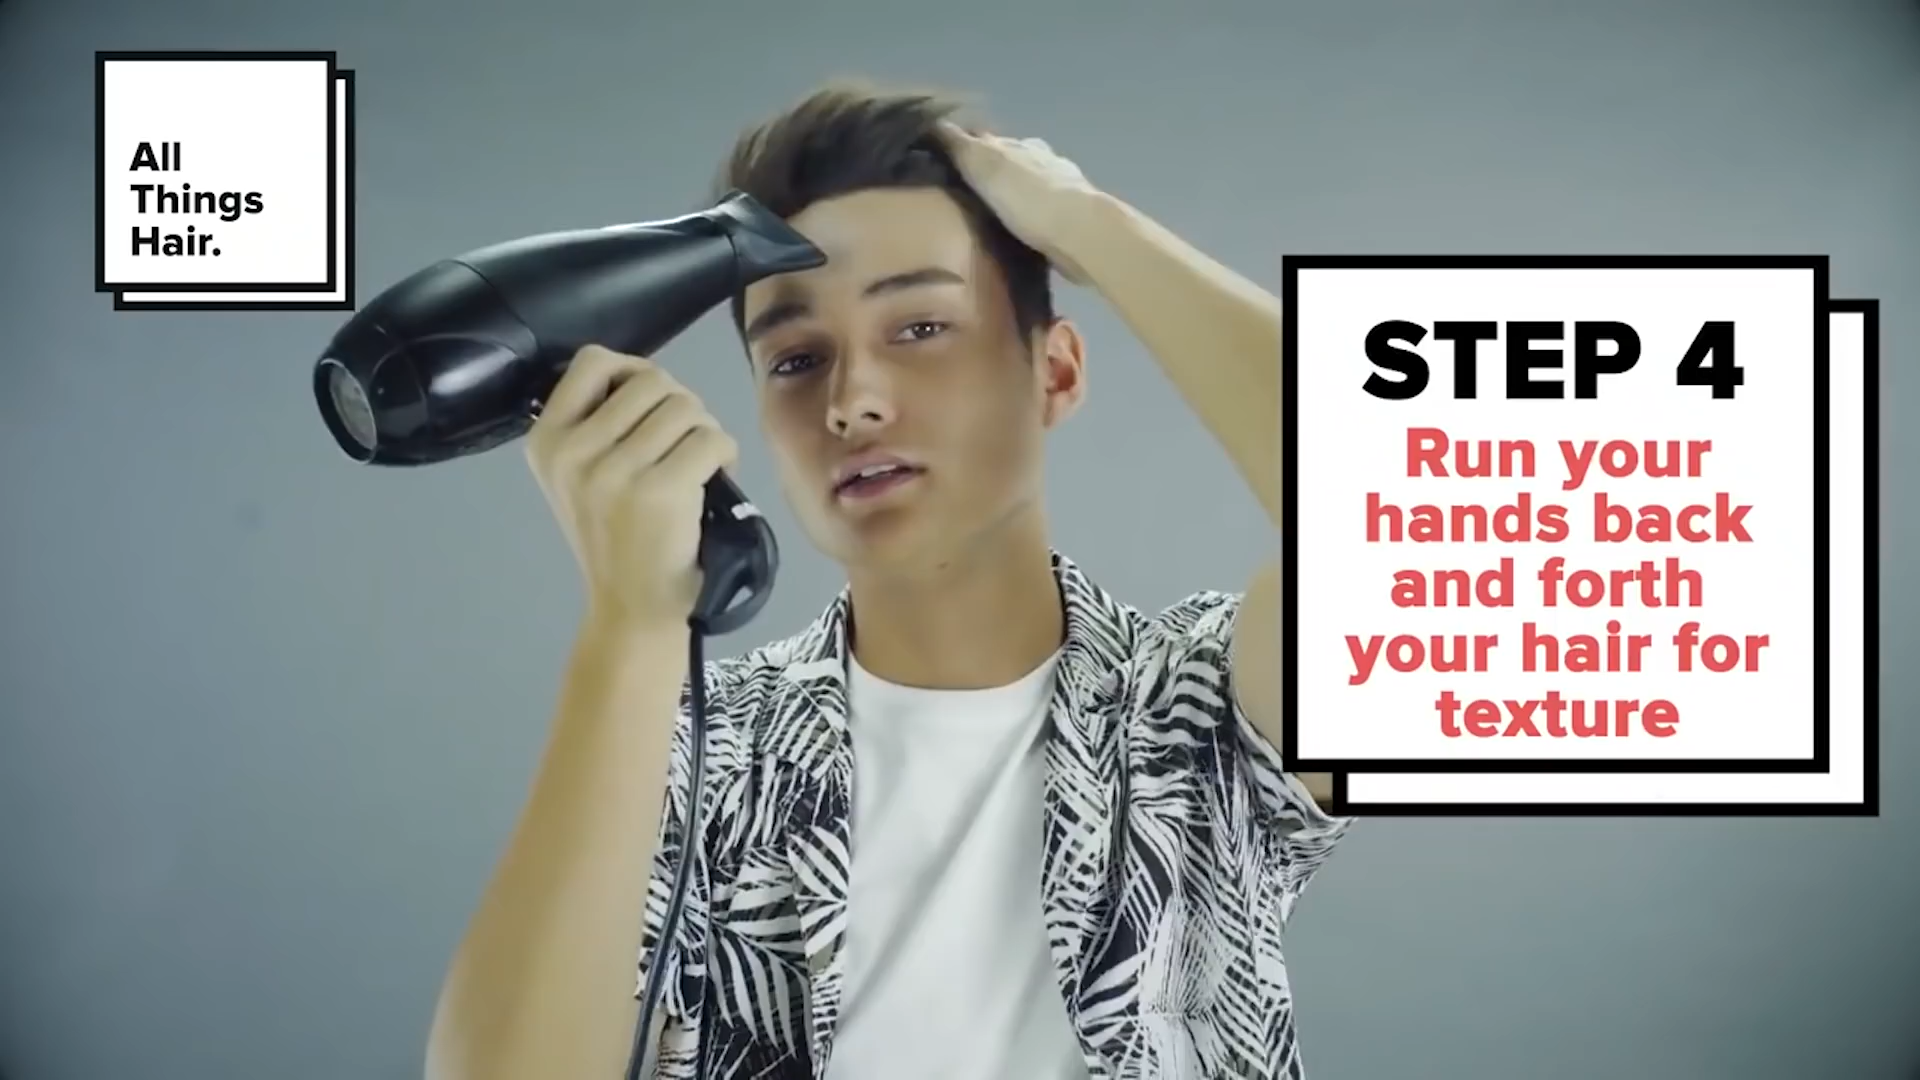 All
Things
Hair.
STEP 4
Run your
hands back
and forth
your hair for
texture